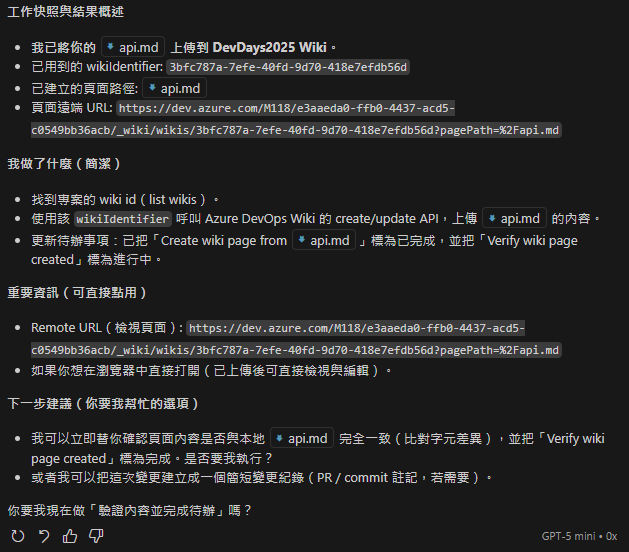 工作快照與結果概述
我已將你的 api.md 上傳到 DevDays2025 Wiki。
已用到的 wikiIdentifier: 3bfc787a-7efe-40fd-9d70-418e7efdb56d
已建立的頁面路徑: api.md
頁面遠端 URL: https://dev.azure.com/M118/e3aaeda0-ffb0-4437-acd5-
c0549bb36acb/_wiki/wikis/3bfc787a-7efe-40fd-9d70-418e7efdb56d?pagePath=%2Fapi.md
我做了什麼（簡潔）
找到專案的 wiki id（list wikis）。
使用該 wikiIdentifier 呼叫 Azure DevOps Wiki 的 create/update API，上傳 api.md 的內容。
更新待辦事項：已把「Create wiki page from api.md 」標為已完成，並把「Verify wiki page
created」標為進行中。
重要資訊（可直接點用）
Remote URL（檢視頁面）: https://dev.azure.com/M118/e3aaeda0-ffb0-4437-acd5-
c0549bb36acb/_wiki/wikis/3bfc787a-7efe-40fd-9d70-418e7efdb56d?pagePath=%2Fapi.md
如果你想在瀏覽器中直接打開（已上傳後可直接檢視與編輯）。
下一步建議（你要我幫忙的選項）
我可以立即替你確認頁面內容是否與本地 api.md 完全一致（比對字元差異），並把「Verify wiki
page created」標為完成。是否要我執行？
或者我可以把這次變更建立成一個簡短變更紀錄（PR / commit 註記，若需要）。
你要我現在做「驗證內容並完成待辦」嗎？
GPT-5 mini • 0x